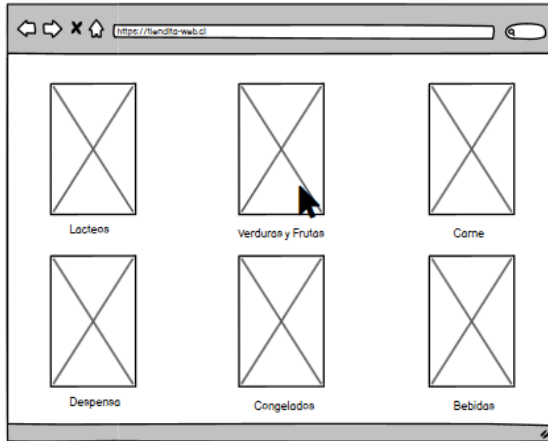 https://tiendita-web.cl
Lacteos
Verduras y Frutas
Carne
Despensa
Congelados
Bebidas